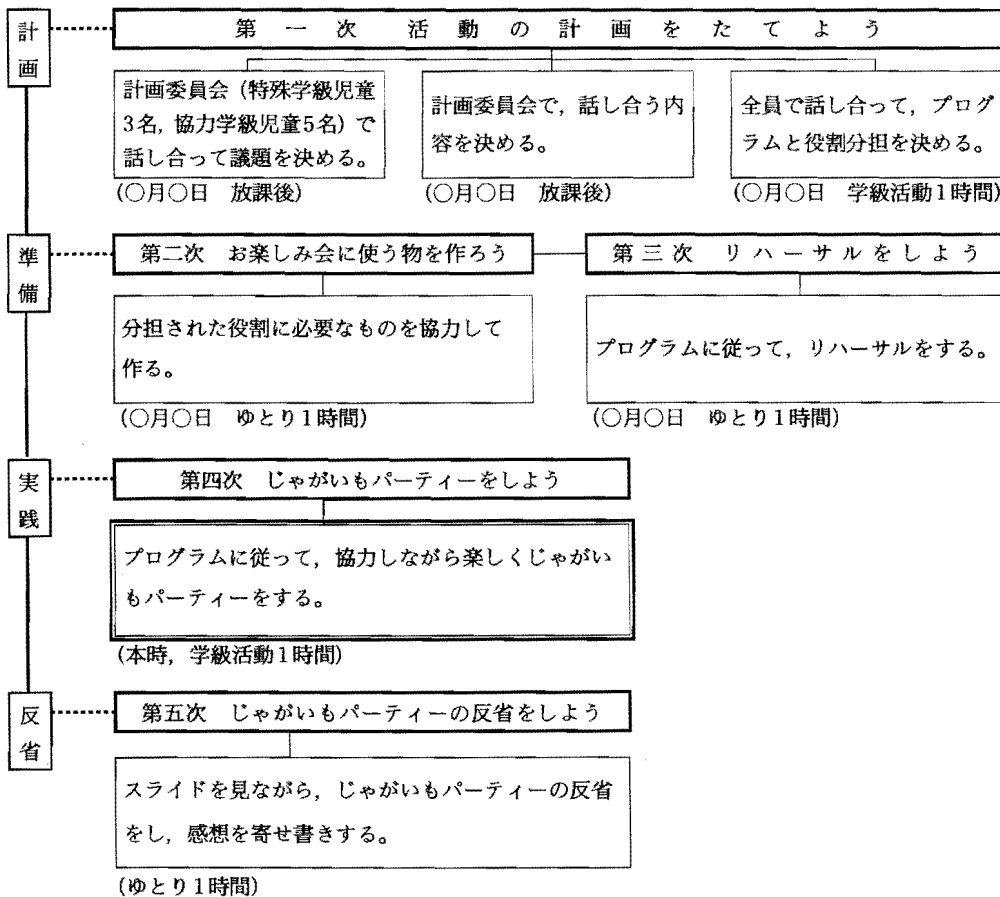 計画
第一次 活動の計画をたてよう
計画委員会(特殊学級児童
3名,協力学級児童5名)で
話し合って議題を決める。
(○月○日 放課後)
計画委員会で,話し合う内
容を決める。
(○月○日 放課後)
全員で話し合って,プログ
ラムと役割分担を決める。
(○月○日 学級活動1時間)
準備
第二次 お楽しみ会に使う物を作ろう
分担された役割に必要なものを協力して
作る。
(○月○日 ゆとり1時間)
第三次 リハーサルをしよう
プログラムに従って,リハーサルをする。
(○月○日 ゆとり1時間)
実践
第四次 じゃがいもパーティーをしよう
プログラムに従って,協力しながら楽しくじゃがい
もパーティーをする。
(本時,学級活動1時間)
反省
第五次 じゃがいもパーティーの反省をしよう
スライドを見ながら,じゃがいもパーティーの反省
をし,感想を寄せ書きする。
(ゆとり1時間)